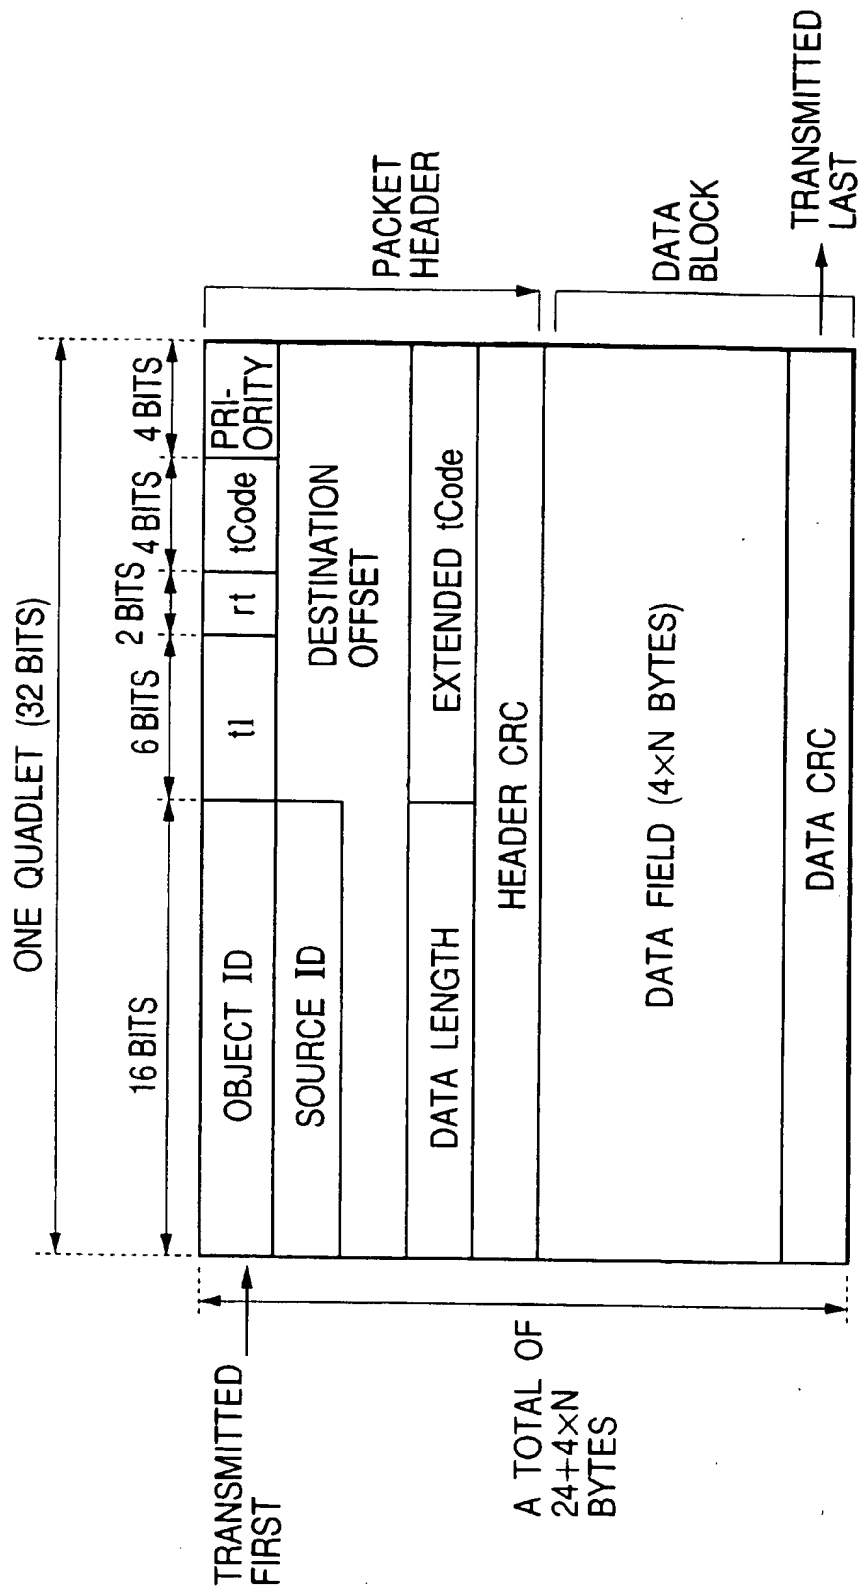 ONE QUADLET (32 BITS)
16 BITS
6 BITS
2 BITS
4 BITS
4 BITS
TRANSMITTED
FIRST
OBJECT ID
tl
rt
tCode
PRI-
ORITY
SOURCE ID
DESTINATION
OFFSET
PACKET
HEADER
DATA LENGTH
EXTENDED tCode
HEADER CRC
A TOTAL OF
24+4×N
BYTES
DATA FIELD (4×N BYTES)
DATA
BLOCK
DATA CRC
TRANSMITTED
LAST